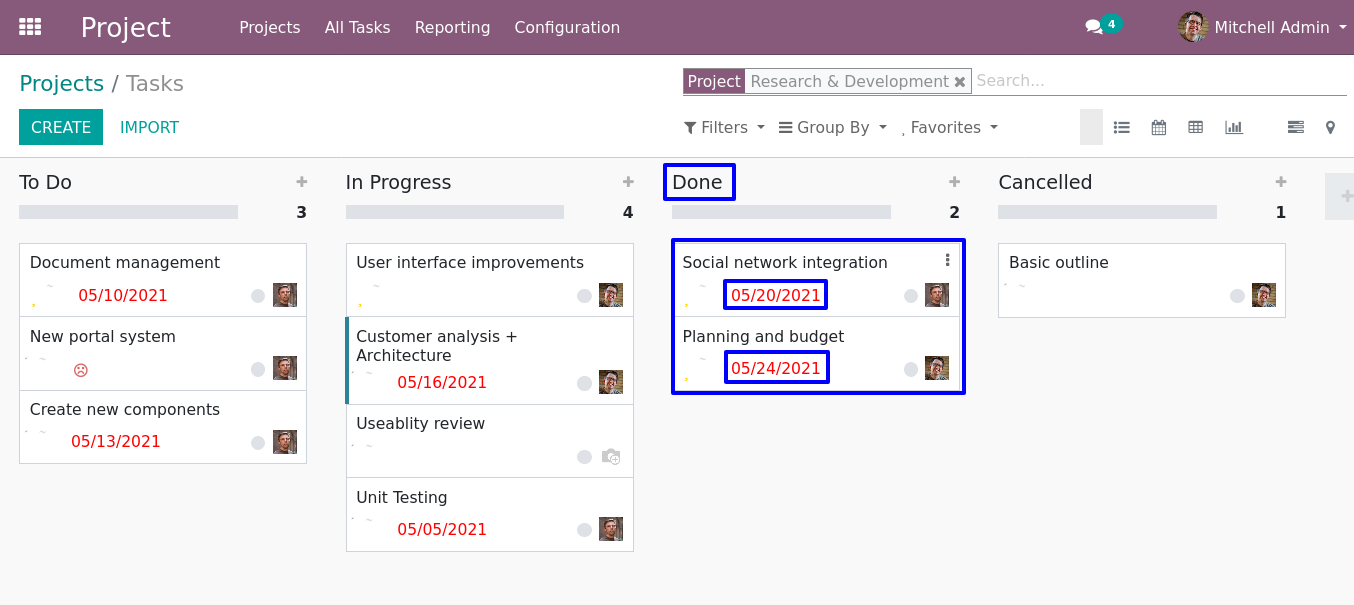 Project Projects All Tasks Reporting Configuration 4 Mitchell Admin
Projects / Tasks
Project Research & Development Search...
CREATE IMPORT
Filters Group By Favorites
To Do
3
Document management
05/10/2021
New portal system
Create new components
05/13/2021
In Progress
4
User interface improvements
Customer analysis +
Architecture
05/16/2021
Useablity review
Unit Testing
05/05/2021
Done
2
Social network integration
05/20/2021
Planning and budget
05/24/2021
Cancelled
1
Basic outline